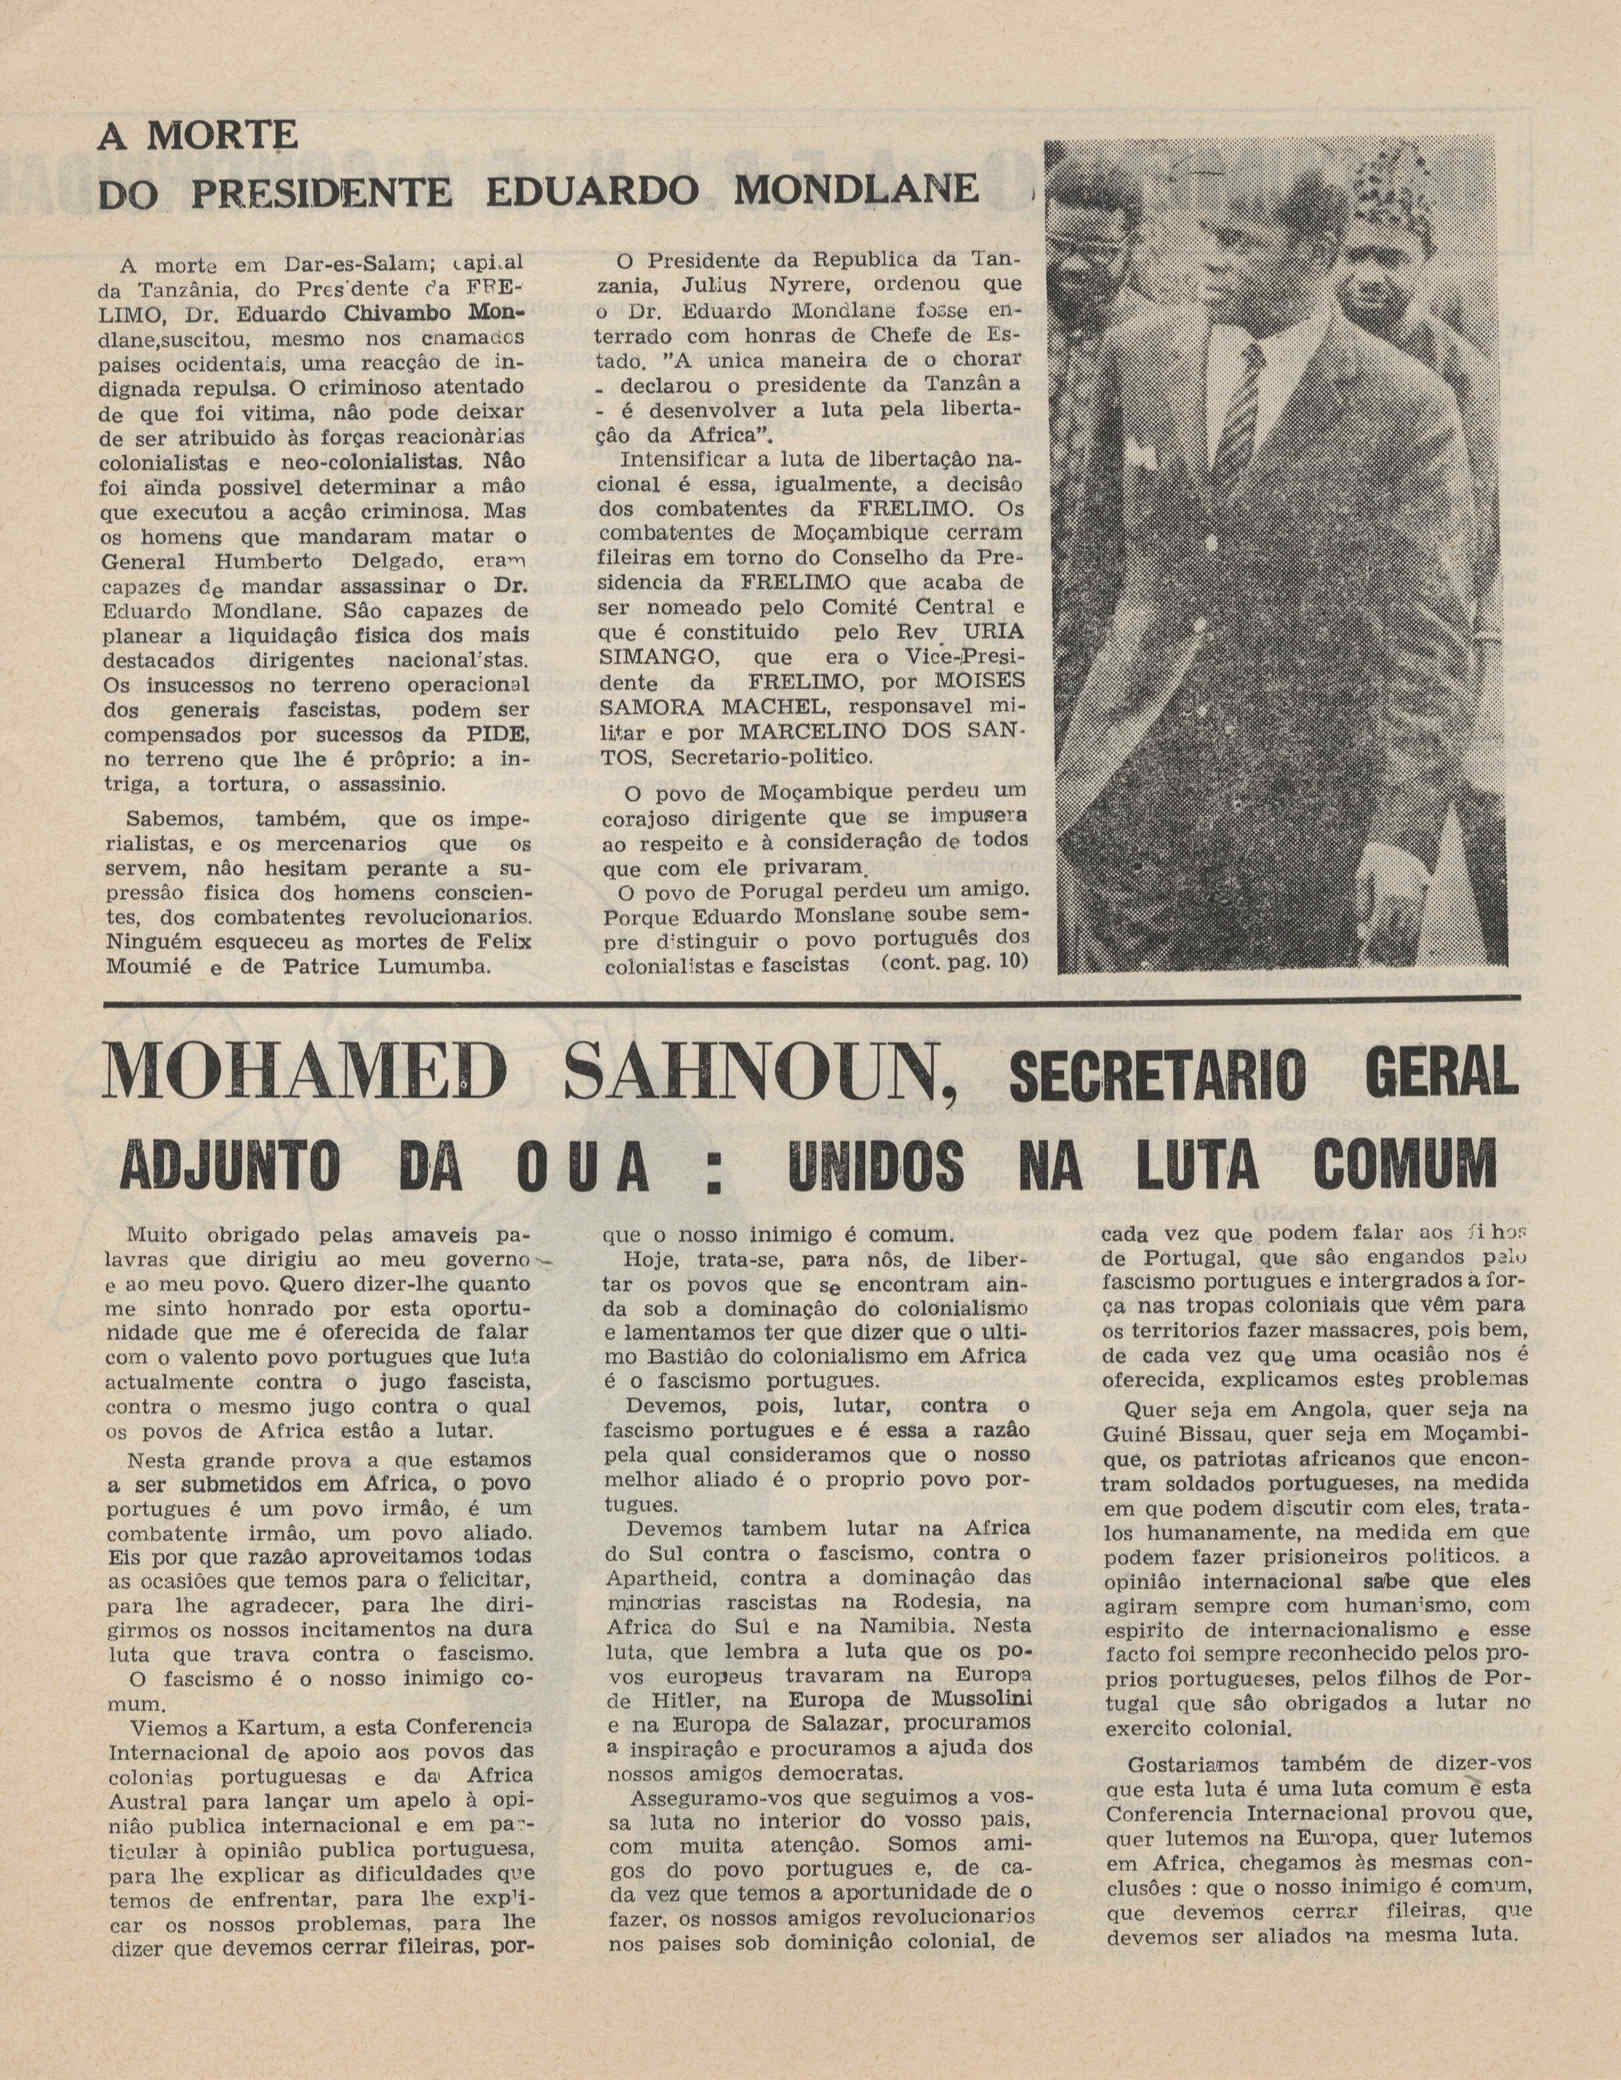 A MORTE
DO PRESIDENTE EDUARDO MONDLANE
A morte em Dar-es-Salam; capital
da Tanzânia, do Presidente da FRE-
LIMO, Dr. Eduardo Chivambo Mon-
dlane,suscitou, mesmo nos chamados
paises ocidentais, uma reacção de in-
dignada repulsa. O criminoso atentado
de que foi vitima, nâo pode deixar
de ser atribuido às forças reacionàrias
colonialistas e neo-colonialistas. Nâo
foi ainda possivel determinar a mâo
que executou a acçâo criminosa. Mas
os homens que mandaram matar o
General Humberto Delgado, eram
capazes de mandar assassinar o Dr.
Eduardo Mondlane. Sâo capazes de
planear a liquidaçâo fisica dos mais
destacados dirigentes nacionalistas.
Os insucessos no terreno operacional
dos generais fascistas, podem ser
compensados por sucessos da PIDE,
no terreno que lhe é prôprio: a in-
triga, a tortura, o assassinio.
Sabemos, também, que os impe-
rialistas, e os mercenarios que os
servem, nâo hesitam perante a su-
pressâo fisica dos homens conscien-
tes, dos combatentes revolucionarios.
Ninguém esqueceu as mortes de Felix
Moumié e de Patrice Lumumba.
O Presidente da Republica da Tan-
zania, Julius Nyrere, ordenou que
o Dr. Eduardo Mondlane fosse en-
terrado com honras de Chefe de Es-
tado. "A unica maneira de o chorar
- declarou o presidente da Tanzân a
- é desenvolver a luta pela liberta-
çâo da Africa".
Intensificar a luta de libertaçâo na-
cional é essa, igualmente, a decisâo
dos combatentes da FRELIMO. Os
combatentes de Moçambique cerram
fileiras em torno do Conselho da Pre-
sidencia da FRELIMO que acaba de
ser nomeado pelo Comité Central e
que é constituido pelo Rev. URIA
SIMANGO, que era o Vice-Presi-
dente da FRELIMO, por MOISES
SAMORA MACHEL, responsavel mi-
litar e por MARCELINO DOS SAN-
TOS, Secretario-politico.
O povo de Moçambique perdeu um
corajoso dirigente que se impusera
ao respeito e à consideraçâo de todos
que com ele privaram.
O povo de Porugal perdeu um amigo.
Porque Eduardo Monslane soube sem-
pre distinguir o povo português dos
colonialistas e fascistas (cont. pag. 10)
MOHAMED SAHNOUN, SECRETARIO GERAL
ADJUNTO DA OUA : UNIDOS NA LUTA COMUM
Muito obrigado pelas amaveis pa-
lavras que dirigiu ao meu governo
e ao meu povo. Quero dizer-lhe quanto
me sinto honrado por esta oportu-
nidade que me é oferecida de falar
com o valento povo portugues que luta
actualmente contra o jugo fascista,
contra o mesmo jugo contra o qual
os povos de Africa estâo a lutar.
Nesta grande prova a que estamos
a ser submetidos em Africa, o povo
portugues é um povo irmâo, é um
combatente irmâo, um povo aliado.
Eis por que razâo aproveitamos todas
as ocasiôes que temos para o felicitar,
para lhe agradecer, para lhe diri-
girmos os nossos incitamentos na dura
luta que trava contra o fascismo.
O fascismo é o nosso inimigo co-
mum.
Viemos a Kartum, a esta Conferencia
Internacional de apoio aos povos das
colonias portuguesas e da Africa
Austral para lançar um apelo à opi-
niâo publica internacional e em par-
ticular à opiniâo publica portuguesa,
para lhe explicar as dificuldades que
temos de enfrentar, para lhe expli-
car os nossos problemas, para lhe
dizer que devemos cerrar fileiras, por-
que o nosso inimigo é comum.
Hoje, trata-se, para nôs, de liber-
tar os povos que se encontram ain-
da sob a dominaçâo do colonialismo
e lamentamos ter que dizer que o ulti-
mo Bastiâo do colonialismo em Africa
é o fascismo portugues.
Devemos, pois, lutar, contra o
fascismo portugues e é essa a razâo
pela qual consideramos que o nosso
melhor aliado é o proprio povo por-
tugues.
Devemos tambem lutar na Africa
do Sul contra o fascismo, contra o
Apartheid, contra a dominaçâo das
minorias rascistas na Rodesia, na
Africa do Sul e na Namibia. Nesta
luta, que lembra a luta que os po-
vos europeus travaram na Europa
de Hitler, na Europa de Mussolini
e na Europa de Salazar, procuramos
a inspiraçâo e procuramos a ajuda dos
nossos amigos democratas.
Asseguramo-vos que seguimos a vos-
sa luta no interior do vosso pais,
com muita atençâo. Somos ami-
gos do povo portugues e, de ca-
da vez que temos a aportunidade de o
fazer, os nossos amigos revolucionarios
nos paises sob dominiçâo colonial, de
cada vez que podem falar aos fi hos
de Portugal, que sâo engandos pelo
fascismo portugues e intergrados à for-
ça nas tropas coloniais que vêm para
os territorios fazer massacres, pois bem,
de cada vez que uma ocasiâo nos é
oferecida, explicamos estes problemas
Quer seja em Angola, quer seja na
Guiné Bissau, quer seja em Moçambi-
que, os patriotas africanos que encon-
tram soldados portugueses, na medida
em que podem discutir com eles, trata-
los humanamente, na medida em que
podem fazer prisioneiros politicos. a
opiniâo internacional sabe que eles
agiram sempre com humanismo, com
espirito de internacionalismo e esse
facto foi sempre reconhecido pelos pro-
prios portugueses, pelos filhos de Por-
tugal que sâo obrigados a lutar no
exercito colonial.
Gostariamos também de dizer-vos
que esta luta é uma luta comum e esta
Conferencia Internacional provou que,
quer lutemos na Europa, quer lutemos
em Africa, chegamos às mesmas con-
clusôes : que o nosso inimigo é comum,
que devemos cerrar fileiras, que
devemos ser aliados na mesma luta.